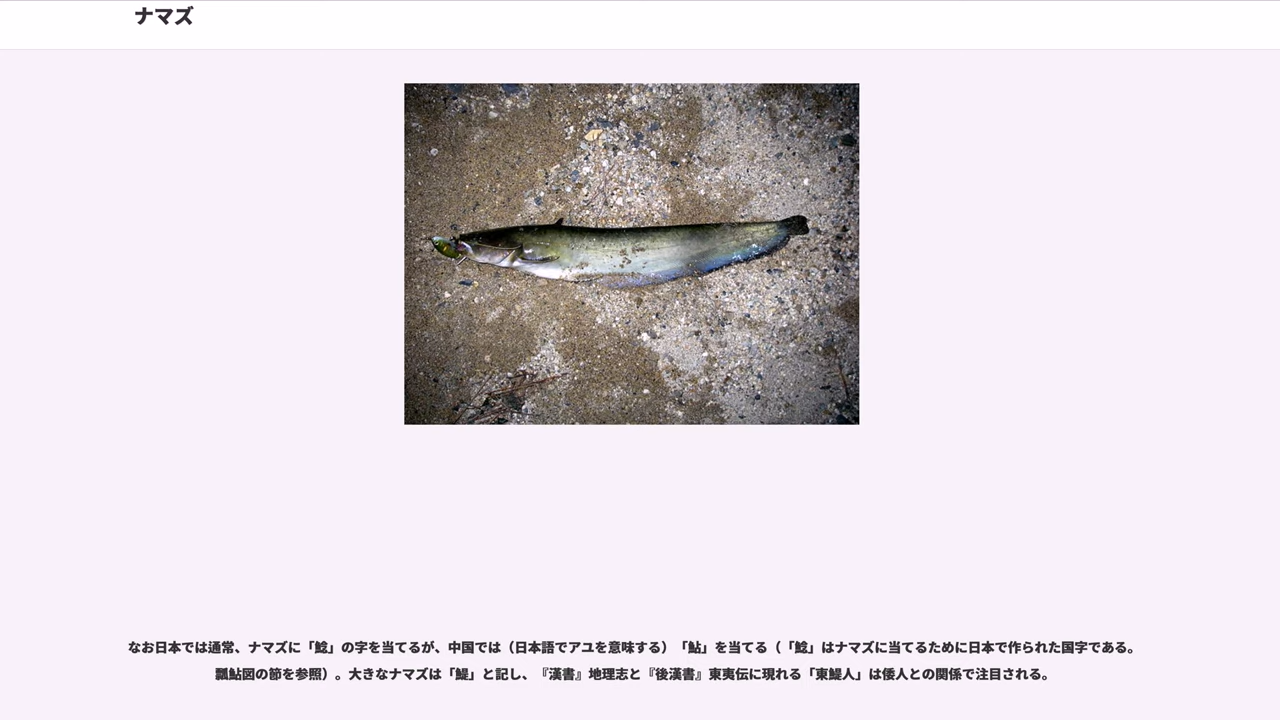 ナマズ
なお日本では通常、ナマズに「鯰」の字を当てるが、中国では（日本語でアユを意味する）「鮎」を当てる（「鯰」はナマズに当てるために日本で作られた国字である。
瓢鮎図の節を参照）。大きなナマズは「鯷」と記し、『漢書』地理志と『後漢書』東夷伝に現れる「東鯷人」は倭人との関係で注目される。